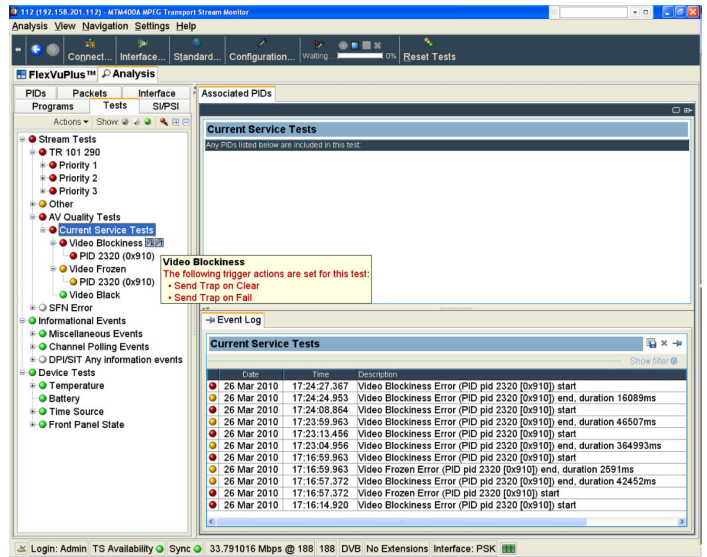 112 (192.158.201.112) - MTM400A MPEG Transport Stream Monitor
Analysis View Navigation Settings Help
Connect... Interface... Standard... Configuration... Waiting... 0% Reset Tests
FlexVuPlus™ Analysis
PIDs Packets Interface
Programs Tests SI/PSI
Actions Show:
Stream Tests
TR 101 290
Priority 1
Priority 2
Priority 3
Other
AV Quality Tests
Current Service Tests
Video Blockiness
PID 2320 (0x910)
Video Frozen
PID 2320 (0x910)
Video Black
SFN Error
Informational Events
Miscellaneous Events
Channel Polling Events
DPI/SIT Any information events
Device Tests
Temperature
Battery
Time Source
Front Panel State
Video Blockiness
The following trigger actions are set for this test:
• Send Trap on Clear
• Send Trap on Fail
Associated PIDs
Current Service Tests
Any PIDs listed below are included in this test:
Event Log
Current Service Tests
Show filter
Date Time Description
26 Mar 2010 17:24:27.367 Video Blockiness Error (PID pid 2320 [0x910]) start
26 Mar 2010 17:24:24.953 Video Blockiness Error (PID pid 2320 [0x910]) end, duration 16089ms
26 Mar 2010 17:24:08.864 Video Blockiness Error (PID pid 2320 [0x910]) start
26 Mar 2010 17:23:59.963 Video Blockiness Error (PID pid 2320 [0x910]) end, duration 46507ms
26 Mar 2010 17:23:13.456 Video Blockiness Error (PID pid 2320 [0x910]) start
26 Mar 2010 17:23:04.956 Video Blockiness Error (PID pid 2320 [0x910]) end, duration 364993ms
26 Mar 2010 17:16:59.963 Video Blockiness Error (PID pid 2320 [0x910]) start
26 Mar 2010 17:16:59.963 Video Frozen Error (PID pid 2320 [0x910]) end, duration 2591ms
26 Mar 2010 17:16:57.372 Video Blockiness Error (PID pid 2320 [0x910]) end, duration 42452ms
26 Mar 2010 17:16:57.372 Video Frozen Error (PID pid 2320 [0x910]) start
26 Mar 2010 17:16:14.920 Video Blockiness Error (PID pid 2320 [0x910]) start
Login: Admin TS Availability Sync 33.791016 Mbps @ 188 188 DVB No Extensions Interface: PSK